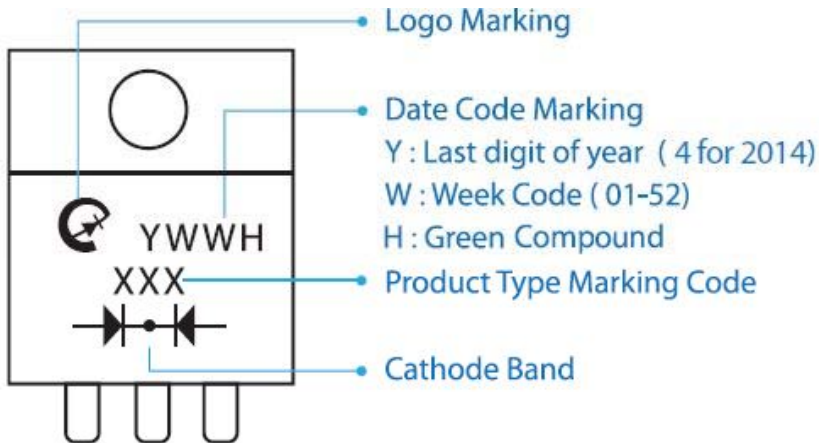 Logo Marking
Date Code Marking
Y : Last digit of year ( 4 for 2014)
W : Week Code ( 01-52)
H : Green Compound
YWWH
XXX
Product Type Marking Code
Cathode Band